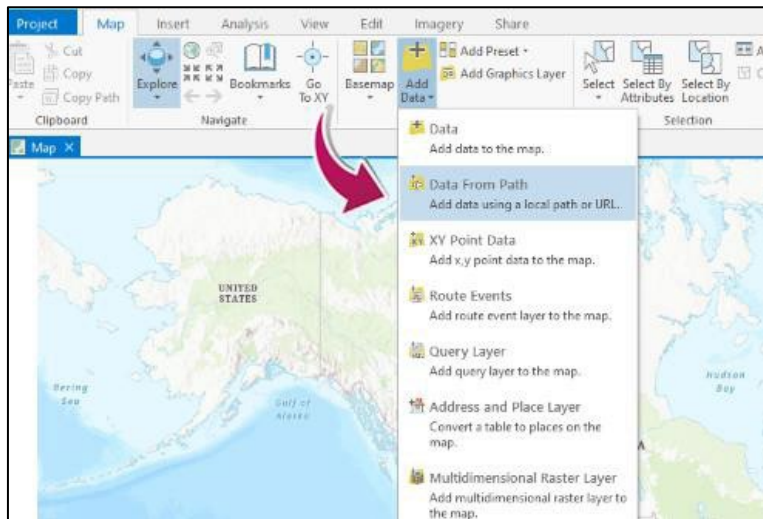 Project Map Insert Analysis View Edit Imagery Share
Cut
Copy
Copy Path
Paste
Clipboard
Explore
Bookmarks
Go
To XY
Navigate
Basemap
Add
Data
Add Preset
Add Graphics Layer
Select
Select By
Attributes
Select By
Location
Selection
Map
Data
Add data to the map.
Data From Path
Add data using a local path or URL.
XY Point Data
Add x,y point data to the map.
Route Events
Add route event layer to the map.
Query Layer
Add query layer to the map.
Address and Place Layer
Convert a table to places on the
map.
Multidimensional Raster Layer
Add multidimensional raster layer to
the map.
UNITED
STATES
Bering
Sea
Gulf of
Alaska
Hudson
Bay